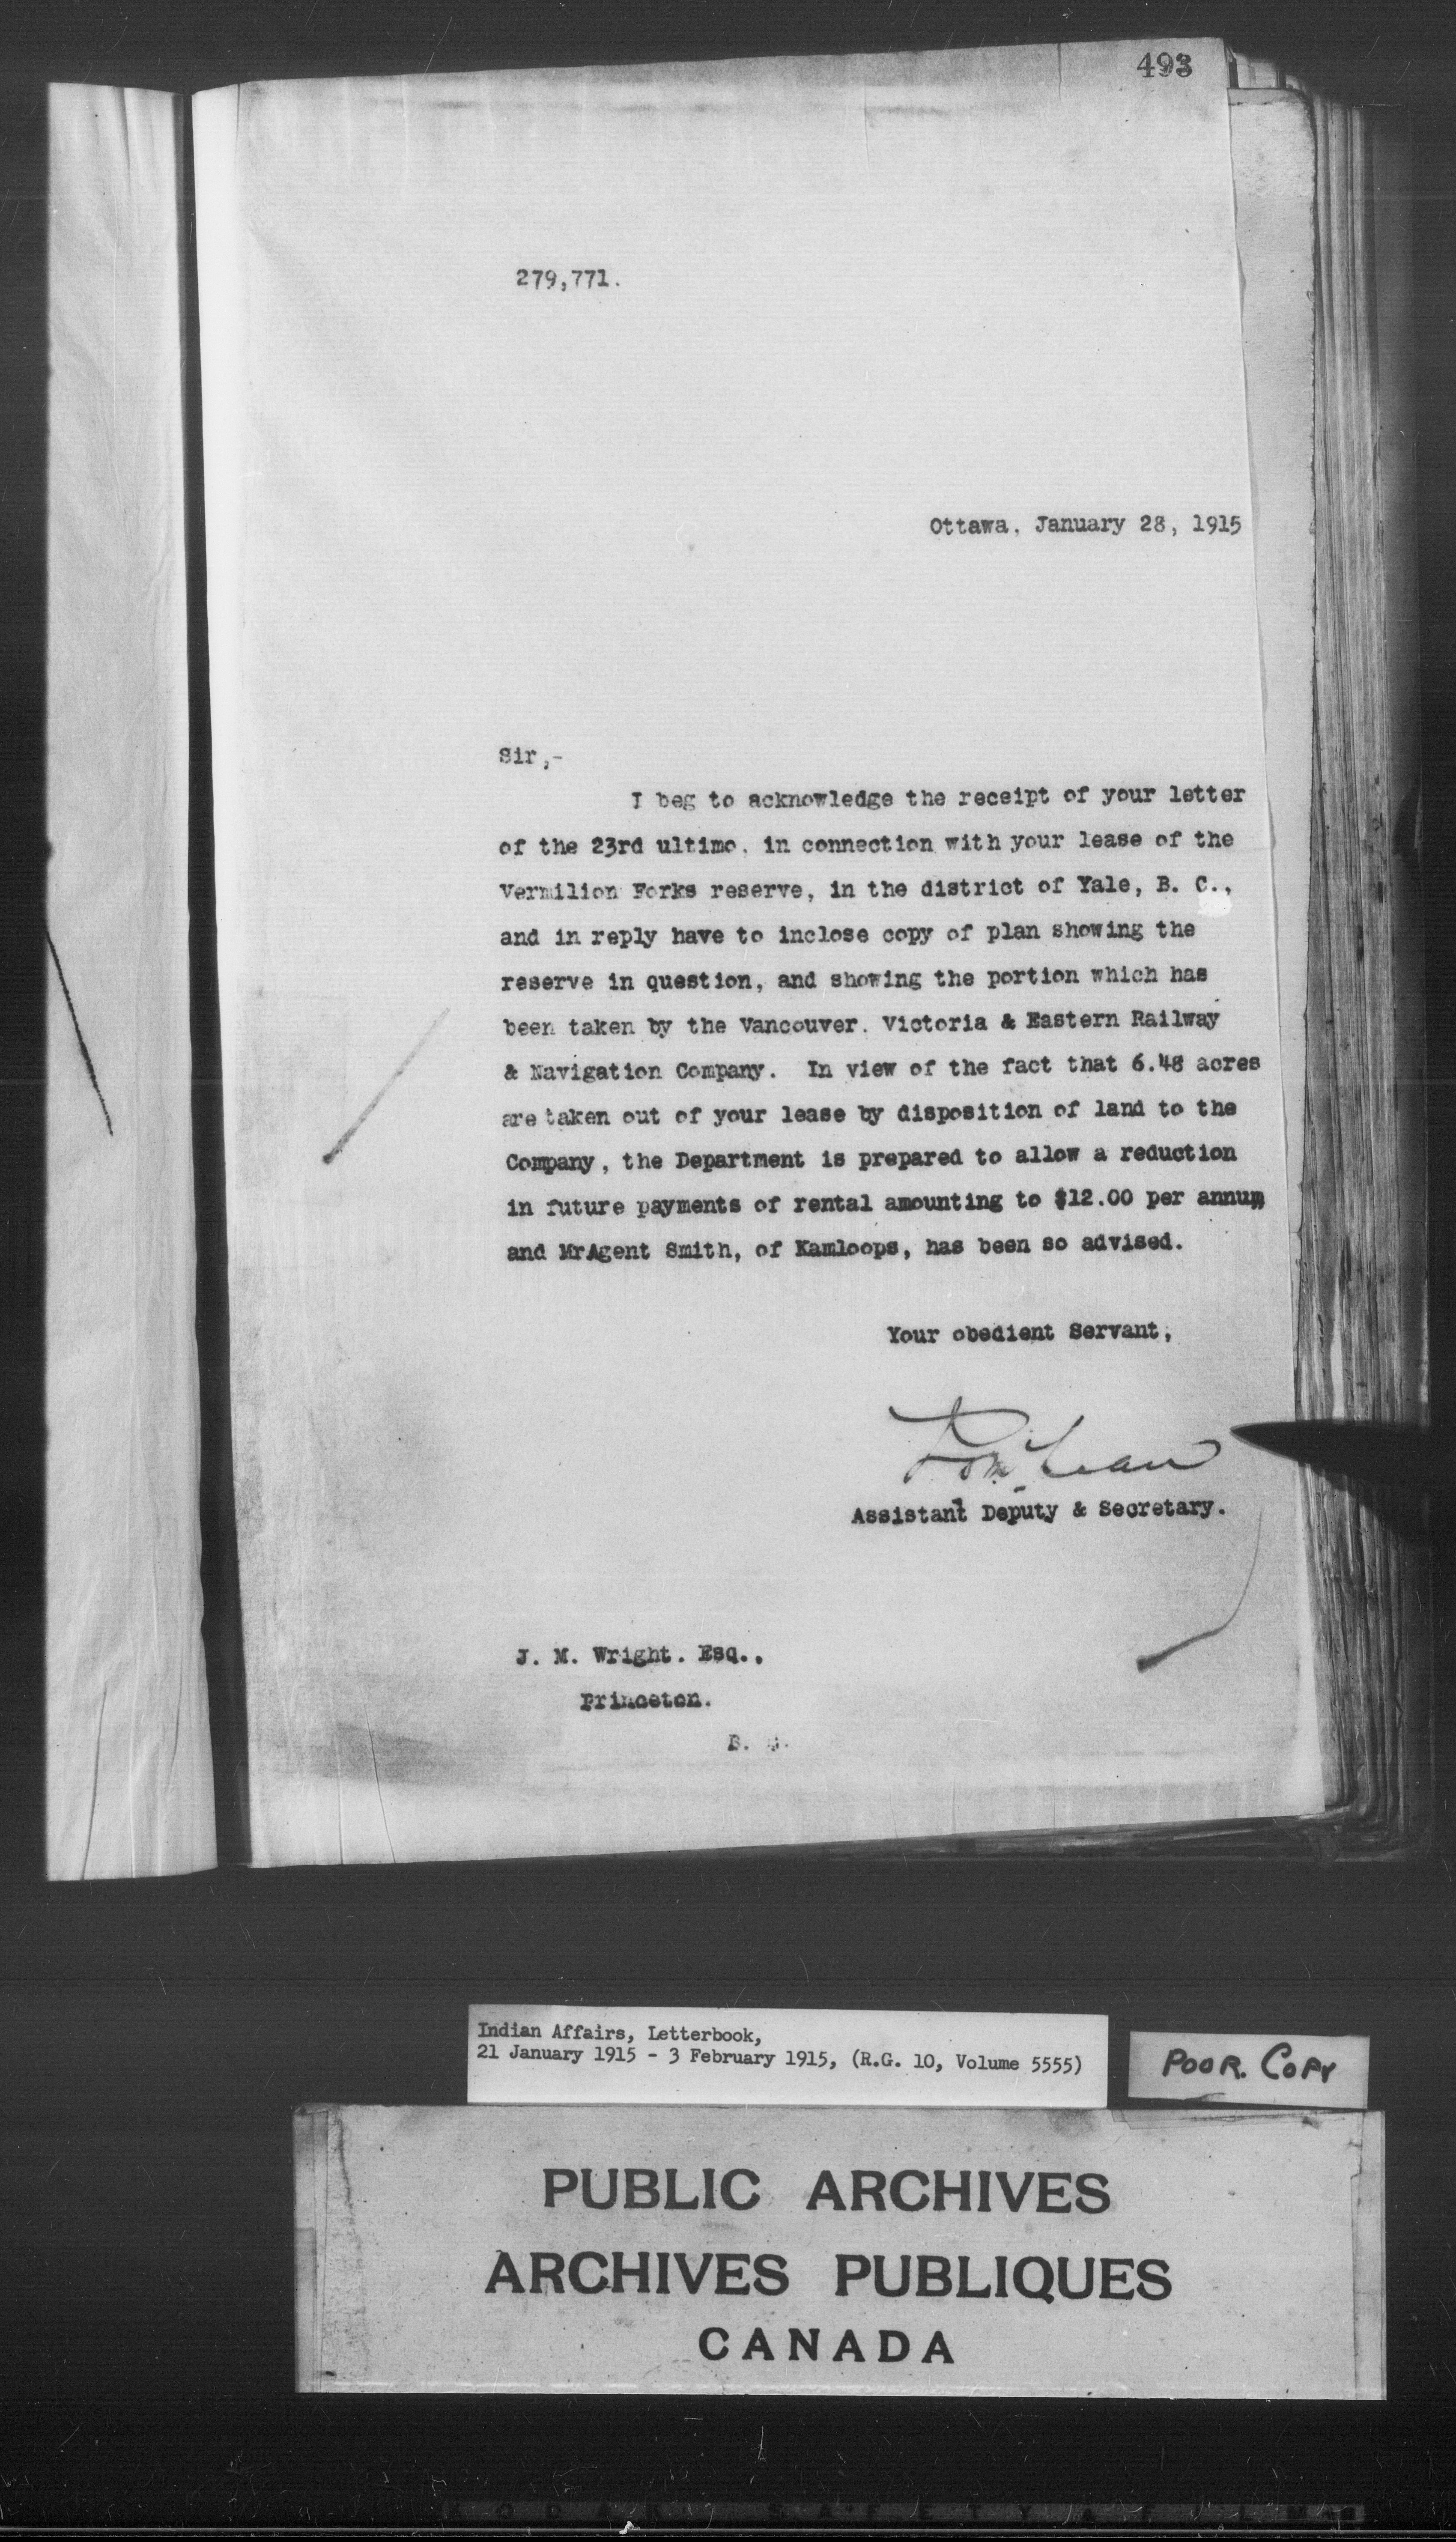 493
279,771.
Ottawa, January 28, 1915
Sir,-
I beg to acknowledge the receipt of your letter
of the 23rd ultimo, in connection with your lease of the
Vermilion Forks reserve, in the district of Yale, B. C.,
and in reply have to inclose copy of plan showing the
reserve in question, and showing the portion which has
been taken by the Vancouver, Victoria & Eastern Railway
& Navigation Company. In view of the fact that 6.48 acres
are taken out of your lease by disposition of land to the
Company, the Department is prepared to allow a reduction
in future payments of rental amounting to $12.00 per annum
and Mr Agent Smith, of Kamloops, has been so advised.
Your obedient Servant,
Assistant Deputy & Secretary.
J. M. Wright. Esq.,
Princeton.
B. C.
Indian Affairs, Letterbook,
21 January 1915 - 3 February 1915, (R.G. 10, Volume 5555)
POOR. COPY
PUBLIC ARCHIVES
ARCHIVES PUBLIQUES
CANADA
KODAK SAFETY